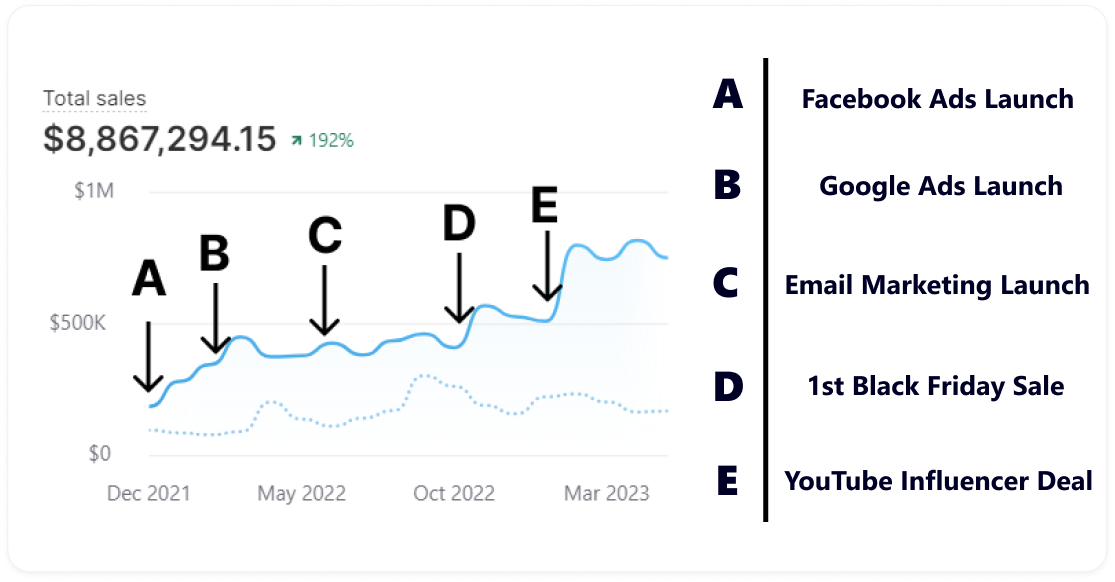 Total sales
$8,867,294.15 192%
$1M
$500K
$0
A
B
C
D
E
Dec 2021 May 2022 Oct 2022 Mar 2023
A Facebook Ads Launch
B Google Ads Launch
C Email Marketing Launch
D 1st Black Friday Sale
E YouTube Influencer Deal